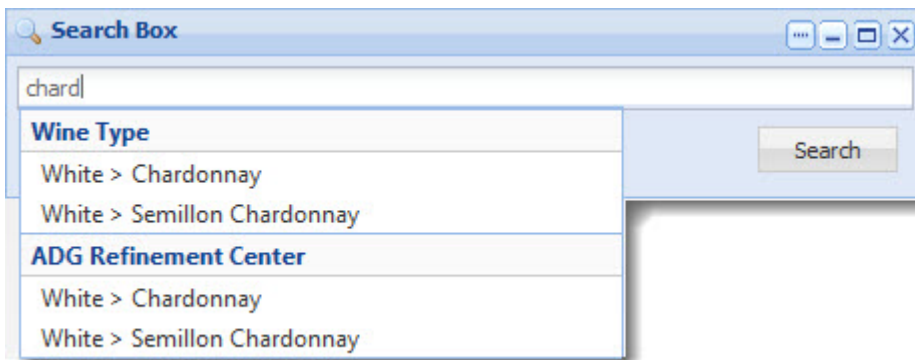 Search Box
chard
Wine Type
Search
White > Chardonnay
White > Semillon Chardonnay
ADG Refinement Center
White > Chardonnay
White > Semillon Chardonnay